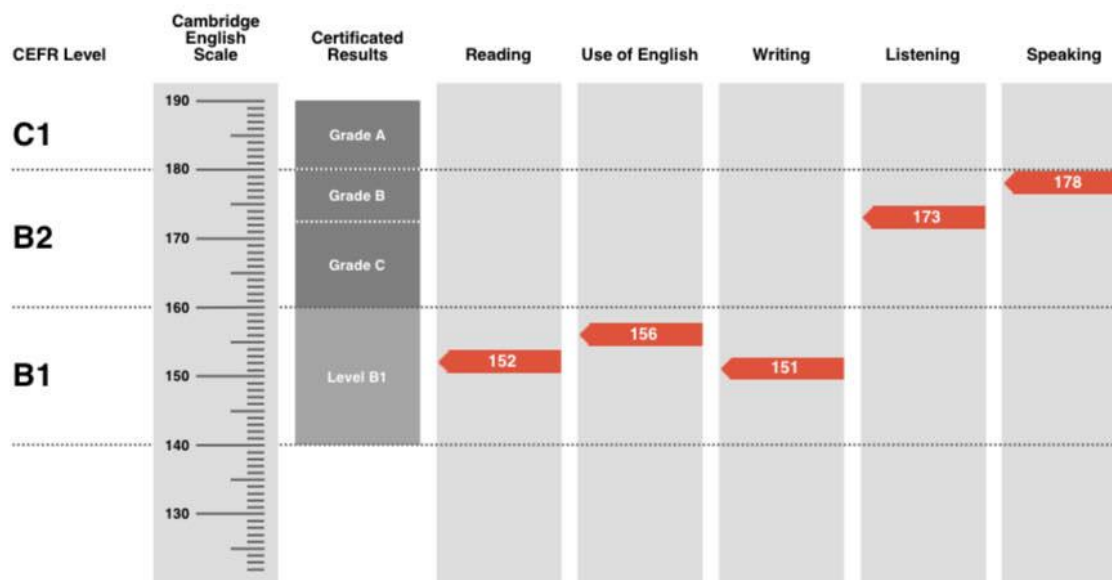 CEFR Level
Cambridge
English
Scale
Certificated
Results
Reading
Use of English
Writing
Listening
Speaking
190
C1
Grade A
180
178
Grade B
173
170
B2
Grade C
160
156
152
151
150
B1
Level B1
140
130